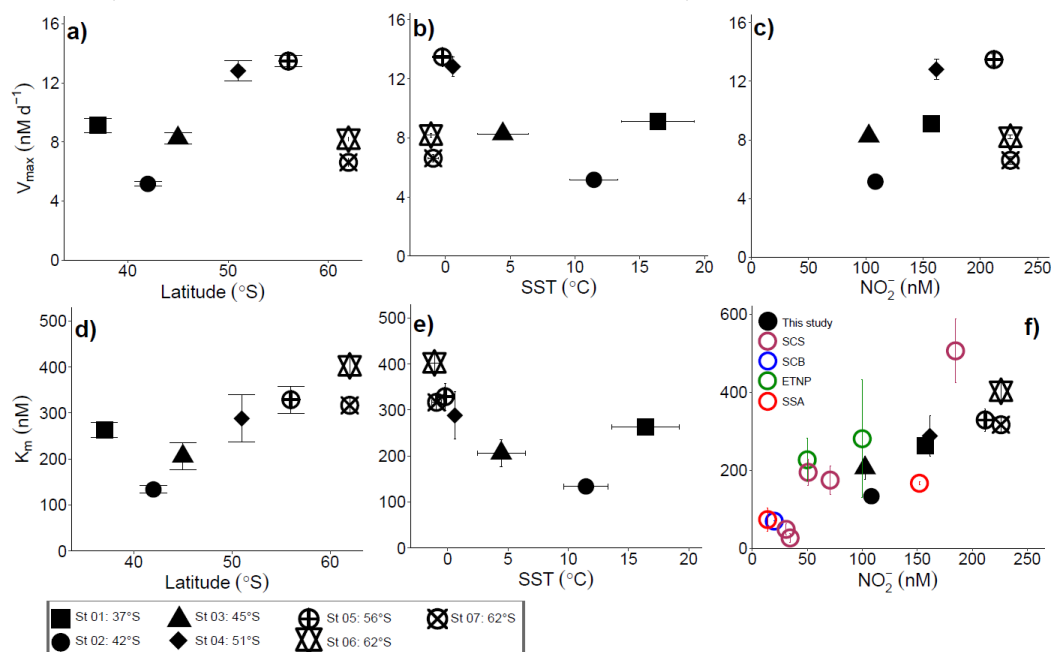 a)
16
12
8
4
0
V_max (nM d⁻¹)
40 50 60
Latitude (°S)
b)
16
12
8
4
0
0 5 10 15 20
SST (°C)
c)
16
12
8
4
0
0 50 100 150 200 250
NO₂⁻ (nM)
d)
500
400
300
200
100
0
K_m (nM)
40 50 60
Latitude (°S)
e)
500
400
300
200
100
0
0 5 10 15 20
SST (°C)
f)
600
400
200
0
This study
SCS
SCB
ETNP
SSA
0 50 100 150 200 250
NO₂⁻ (nM)
St 01: 37°S St 03: 45°S St 05: 56°S St 07: 62°S
St 02: 42°S St 04: 51°S St 06: 62°S